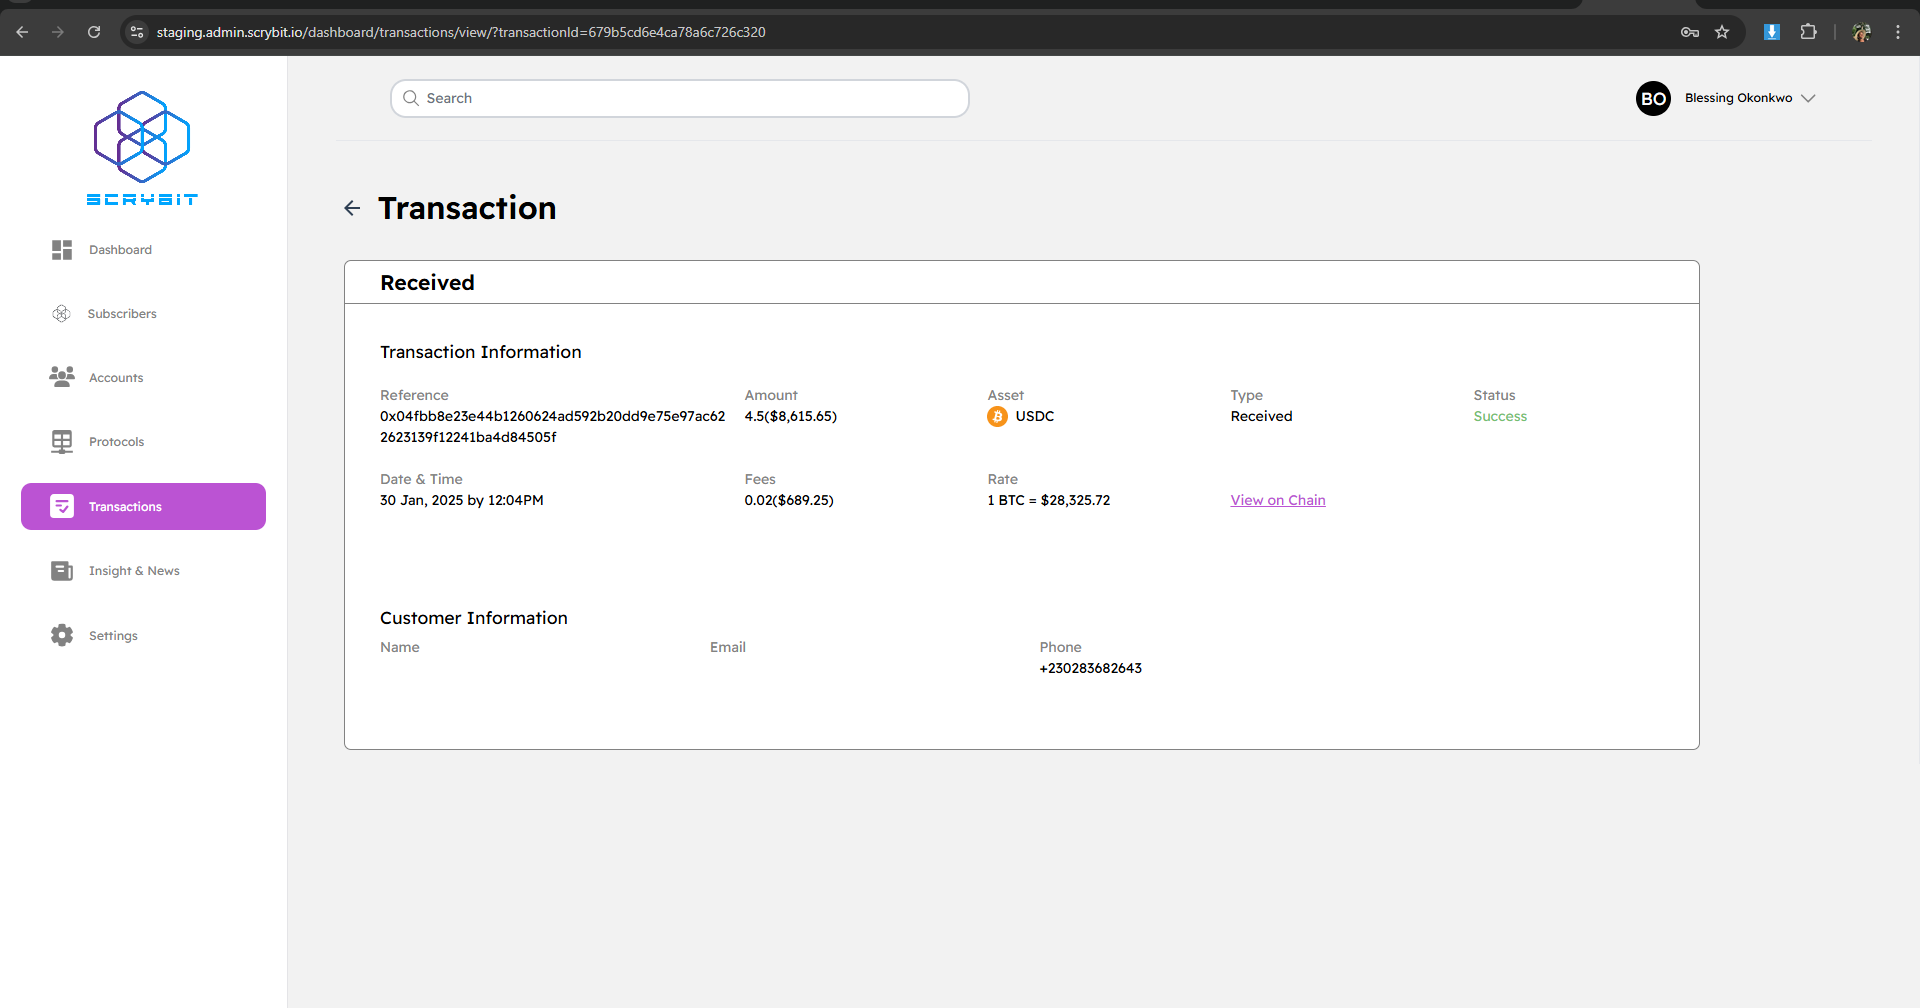 staging.admin.scrybit.io/dashboard/transactions/view/?transactionId=679b5cd6e4ca78a6c726c320
SCRYBIT
Dashboard
Subscribers
Accounts
Protocols
Transactions
Insight & News
Settings
Search
BO Blessing Okonkwo
Transaction
Received
Transaction Information
Reference Amount Asset Type Status
0x04fbb8e23e44b1260624ad592b20dd9e75e97ac62 4.5($8,615.65) USDC Received Success
2623139f12241ba4d84505f
Date & Time Fees Rate
30 Jan, 2025 by 12:04PM 0.02($689.25) 1 BTC = $28,325.72 View on Chain
Customer Information
Name Email Phone
+230283682643